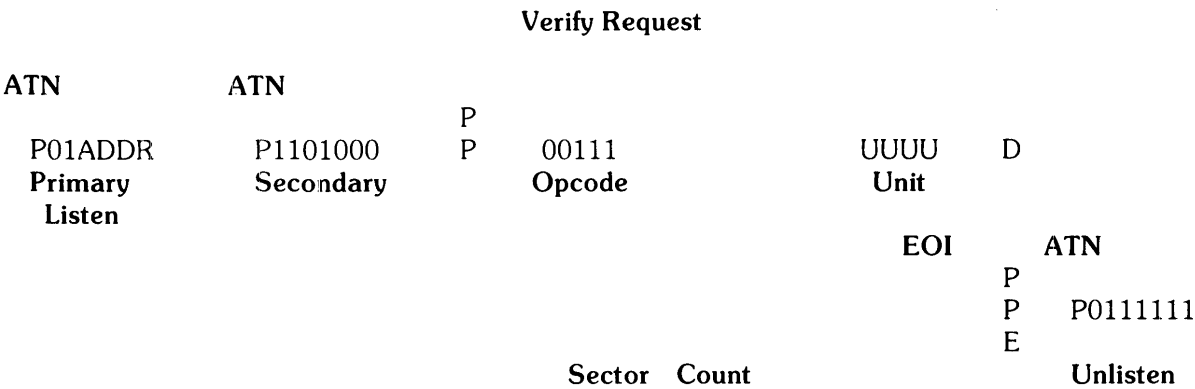 Verify Request
ATN ATN
P
P01ADDR P1101000 P 00111 UUUU D
Primary Secondary Opcode Unit
Listen
EOI ATN
P
P P0111111
E
Sector Count Unlisten